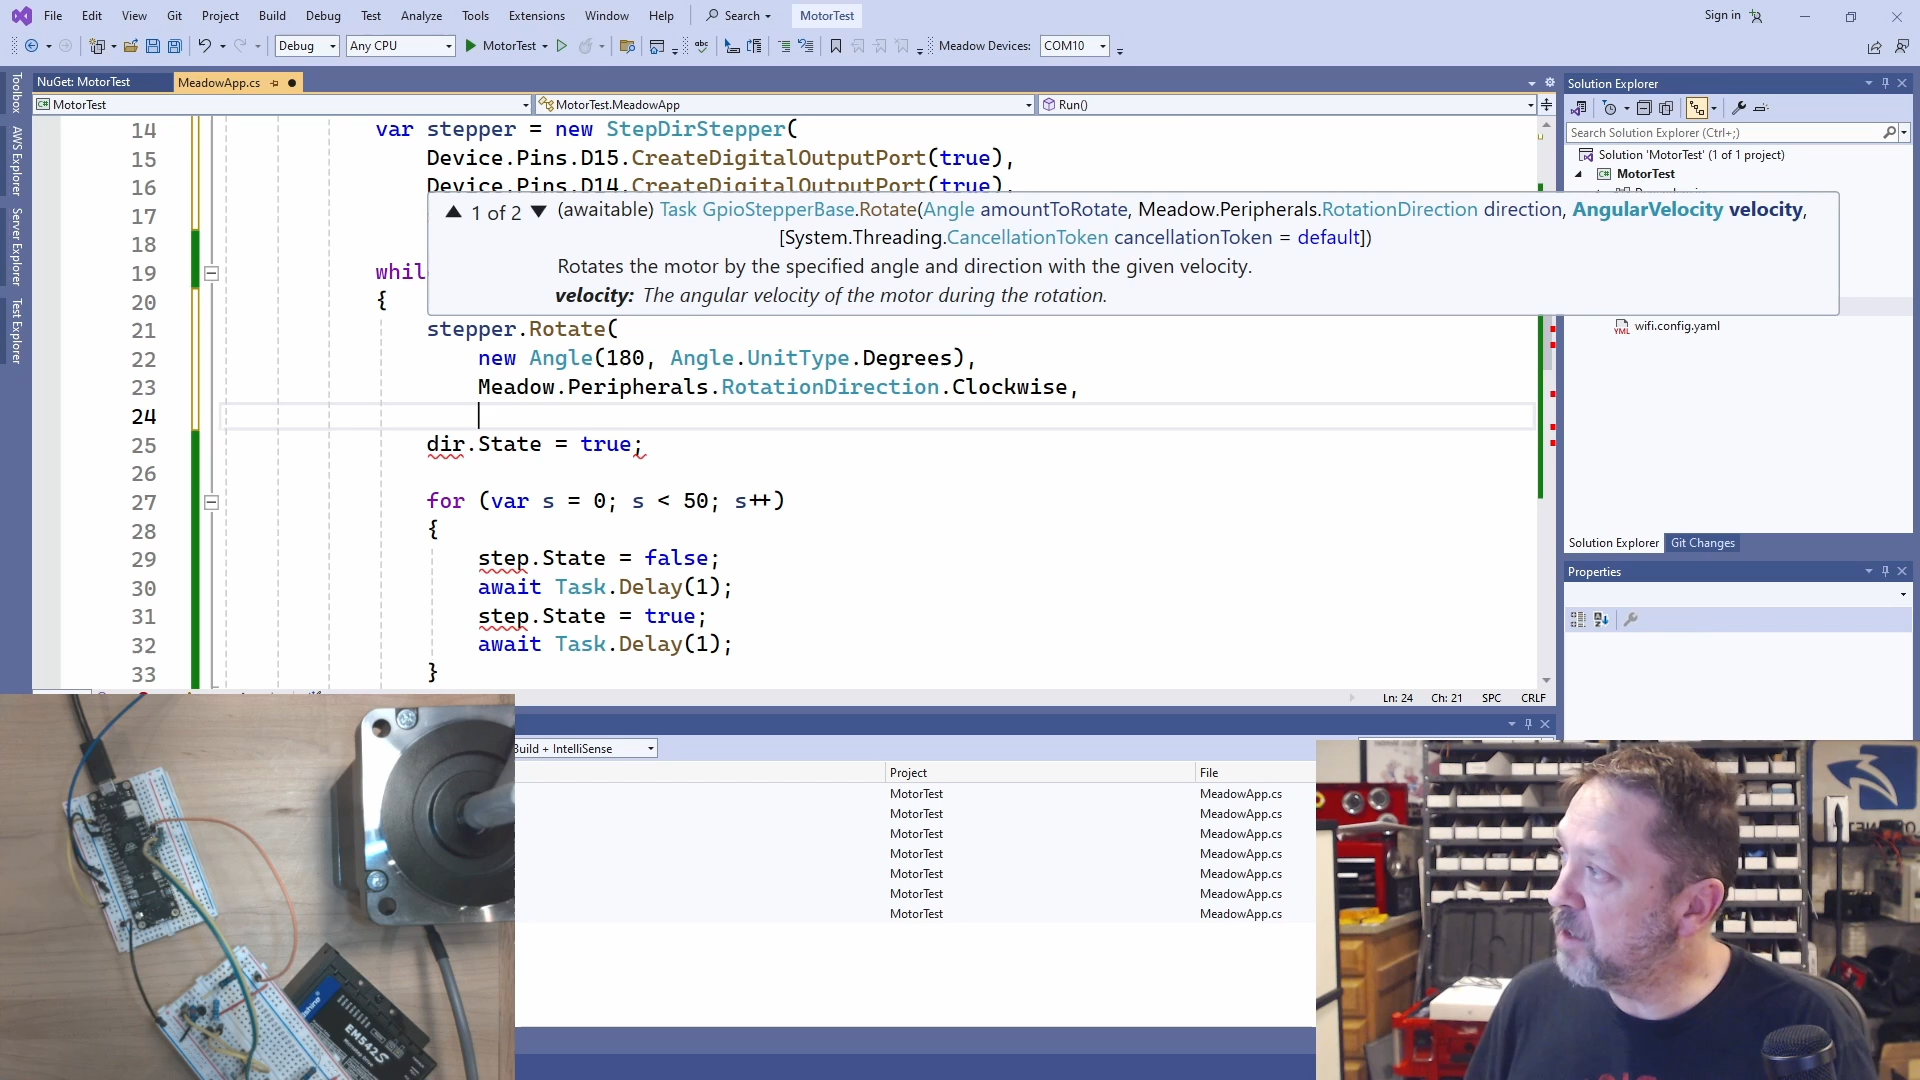 File Edit View Git Project Build Debug Test Analyze Tools Extensions Window Help Search MotorTest Sign in
Debug Any CPU MotorTest Meadow Devices: COM10
NuGet: MotorTest MeadowApp.cs
MotorTest MotorTest.MeadowApp Run()
Toolbox
AWS Explorer
Server Explorer
Test Explorer
14 var stepper = new StepDirStepper(
15 Device.Pins.D15.CreateDigitalOutputPort(true),
16 Device.Pins.D14.CreateDigitalOutputPort(true),
17
18
19 whil
20 {
1 of 2 (awaitable) Task GpioStepperBase.Rotate(Angle amountToRotate, Meadow.Peripherals.RotationDirection direction, AngularVelocity velocity,
[System.Threading.CancellationToken cancellationToken = default])
Rotates the motor by the specified angle and direction with the given velocity.
velocity: The angular velocity of the motor during the rotation.
21 stepper.Rotate(
22 new Angle(180, Angle.UnitType.Degrees),
23 Meadow.Peripherals.RotationDirection.Clockwise,
24
25 dir.State = true;
26
27 for (var s = 0; s < 50; s++)
28 {
29 step.State = false;
30 await Task.Delay(1);
31 step.State = true;
32 await Task.Delay(1);
33 }
Ln: 24 Ch: 21 SPC CRLF
Solution Explorer
Search Solution Explorer (Ctrl+;)
Solution 'MotorTest' (1 of 1 project)
MotorTest
wifi.config.yaml
Solution Explorer Git Changes
Properties
Build + IntelliSense
Project File
MotorTest MeadowApp.cs
MotorTest MeadowApp.cs
MotorTest MeadowApp.cs
MotorTest MeadowApp.cs
MotorTest MeadowApp.cs
MotorTest MeadowApp.cs
MotorTest MeadowApp.cs
EM542S